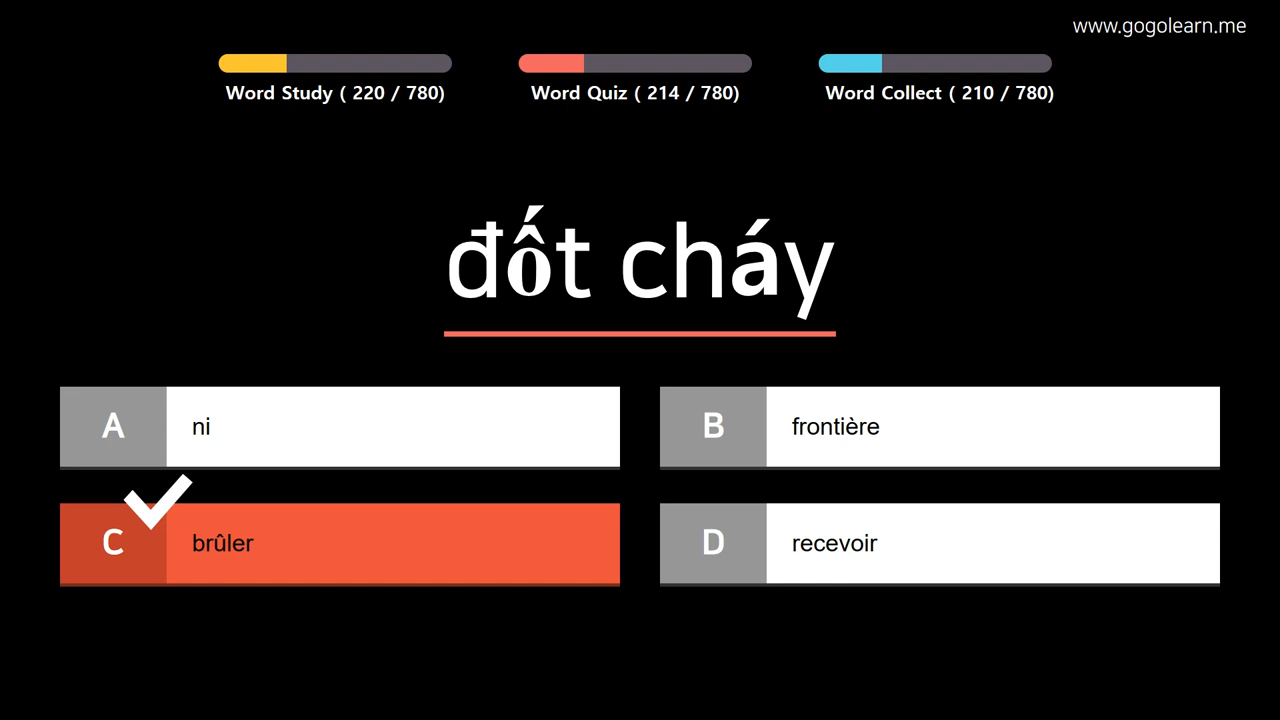 www.gogolearn.me
Word Study ( 220 / 780)
Word Quiz ( 214 / 780)
Word Collect ( 210 / 780)
đốt cháy
A ni
B frontière
C brûler
D recevoir